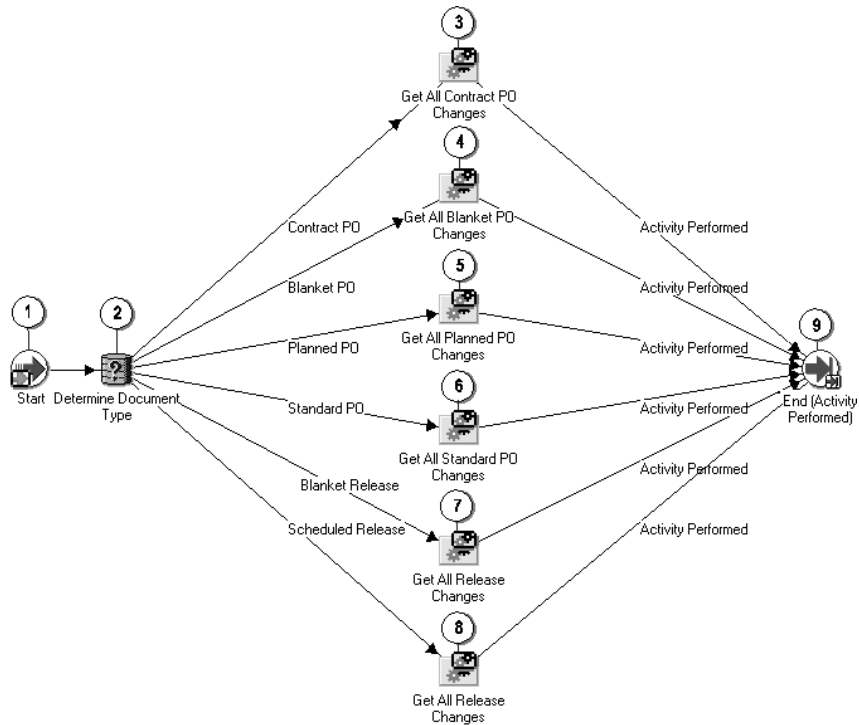 3
Get All Contract PO
Changes
4
Contract PO
Get All Blanket PO
Changes
Activity Performed
5
Blanket PO
Activity Performed
1
2
9
Get All Planned PO
Changes
Planned PO
Activity Performed
6
Start
Determine Document
Type
End (Activity
Performed)
Standard PO
Activity Performed
Get All Standard PO
Changes
Blanket Release
Activity Performed
7
Scheduled Release
Activity Performed
Get All Release
Changes
8
Get All Release
Changes